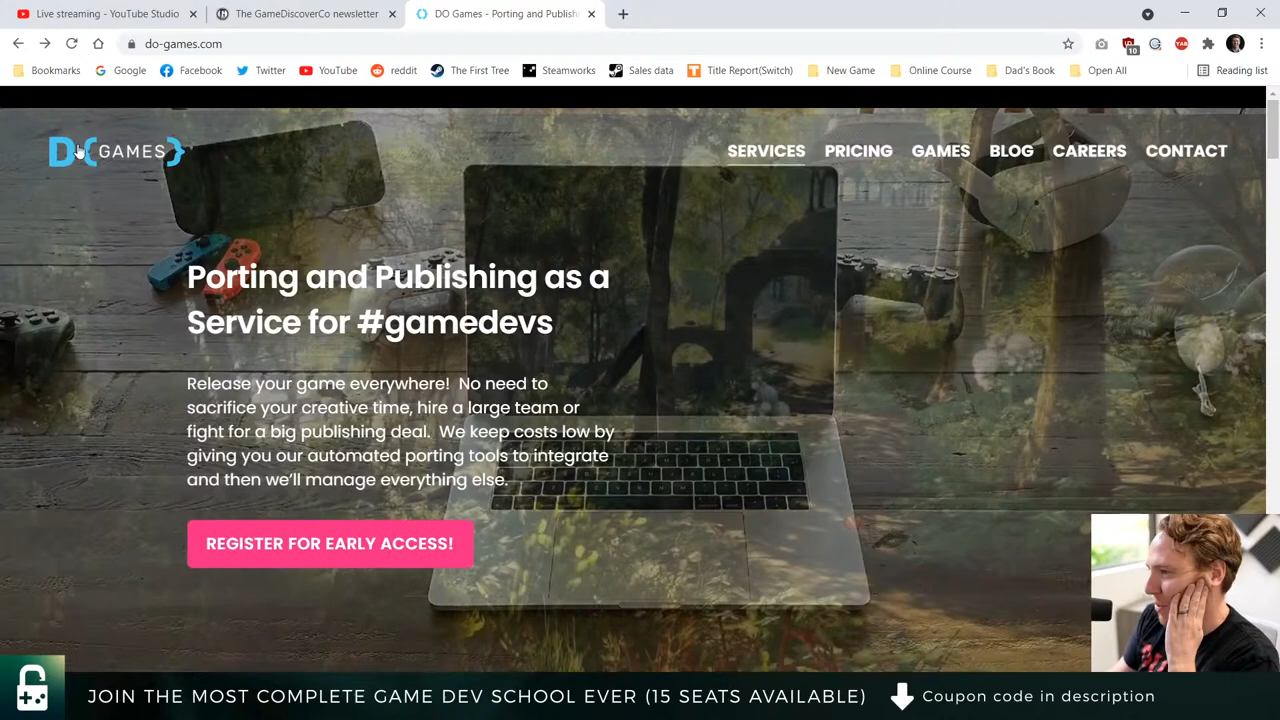 Live streaming - YouTube Studio
The GameDiscoverCo newsletter
DO Games - Porting and Publish
do-games.com
10
YAB
Bookmarks
Google
Facebook
Twitter
YouTube
reddit
The First Tree
Steamworks
Sales data
Title Report(Switch)
New Game
Online Course
Dad's Book
Open All
Reading list
DO{GAMES}
SERVICES
PRICING
GAMES
BLOG
CAREERS
CONTACT
Porting and Publishing as a
Service for #gamedevs
Release your game everywhere! No need to
sacrifice your creative time, hire a large team or
fight for a big publishing deal. We keep costs low by
giving you our automated porting tools to integrate
and then we'll manage everything else.
REGISTER FOR EARLY ACCESS!
JOIN THE MOST COMPLETE GAME DEV SCHOOL EVER (15 SEATS AVAILABLE)
Coupon code in description